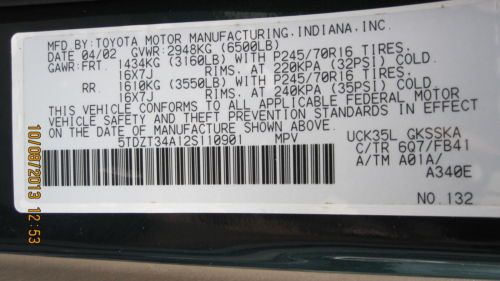 MFD BY:TOYOTA MOTOR MANUFACTURING,INDIANA,INC.
DATE 04/02 GVWR:2948KG (6500LB)
GAWR:FRT. 1434KG (3160LB) WITH P245/70R16 TIRES,
16X7J RIMS, AT 220KPA (32PSI) COLD.
RR. 1610KG (3550LB) WITH P245/70R16 TIRES,
16X7J RIMS, AT 240KPA (35PSI) COLD.
THIS VEHICLE CONFORMS TO ALL APPLICABLE FEDERAL MOTOR
VEHICLE SAFETY AND THEFT PREVENTION STANDARDS IN EFFECT
ON THE DATE OF MANUFACTURE SHOWN ABOVE.
5TDZT34A12S110901 MPV UCK35L GKSSKA
C/TR 6Q7/FB41
A/TM A01A/
A340E
NO.132
10/08/2013 12:53